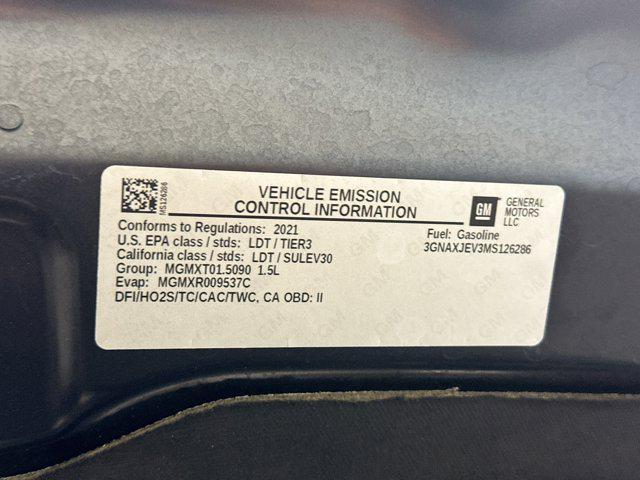 MS126286
VEHICLE EMISSION
CONTROL INFORMATION
GM
GENERAL
MOTORS
LLC
Conforms to Regulations: 2021
U.S. EPA class / stds: LDT / TIER3
California class / stds: LDT / SULEV30
Group: MGMXT01.5090 1.5L
Evap: MGMXR009537C
DFI/HO2S/TC/CAC/TWC, CA OBD: II
Fuel: Gasoline
3GNAXJEV3MS126286